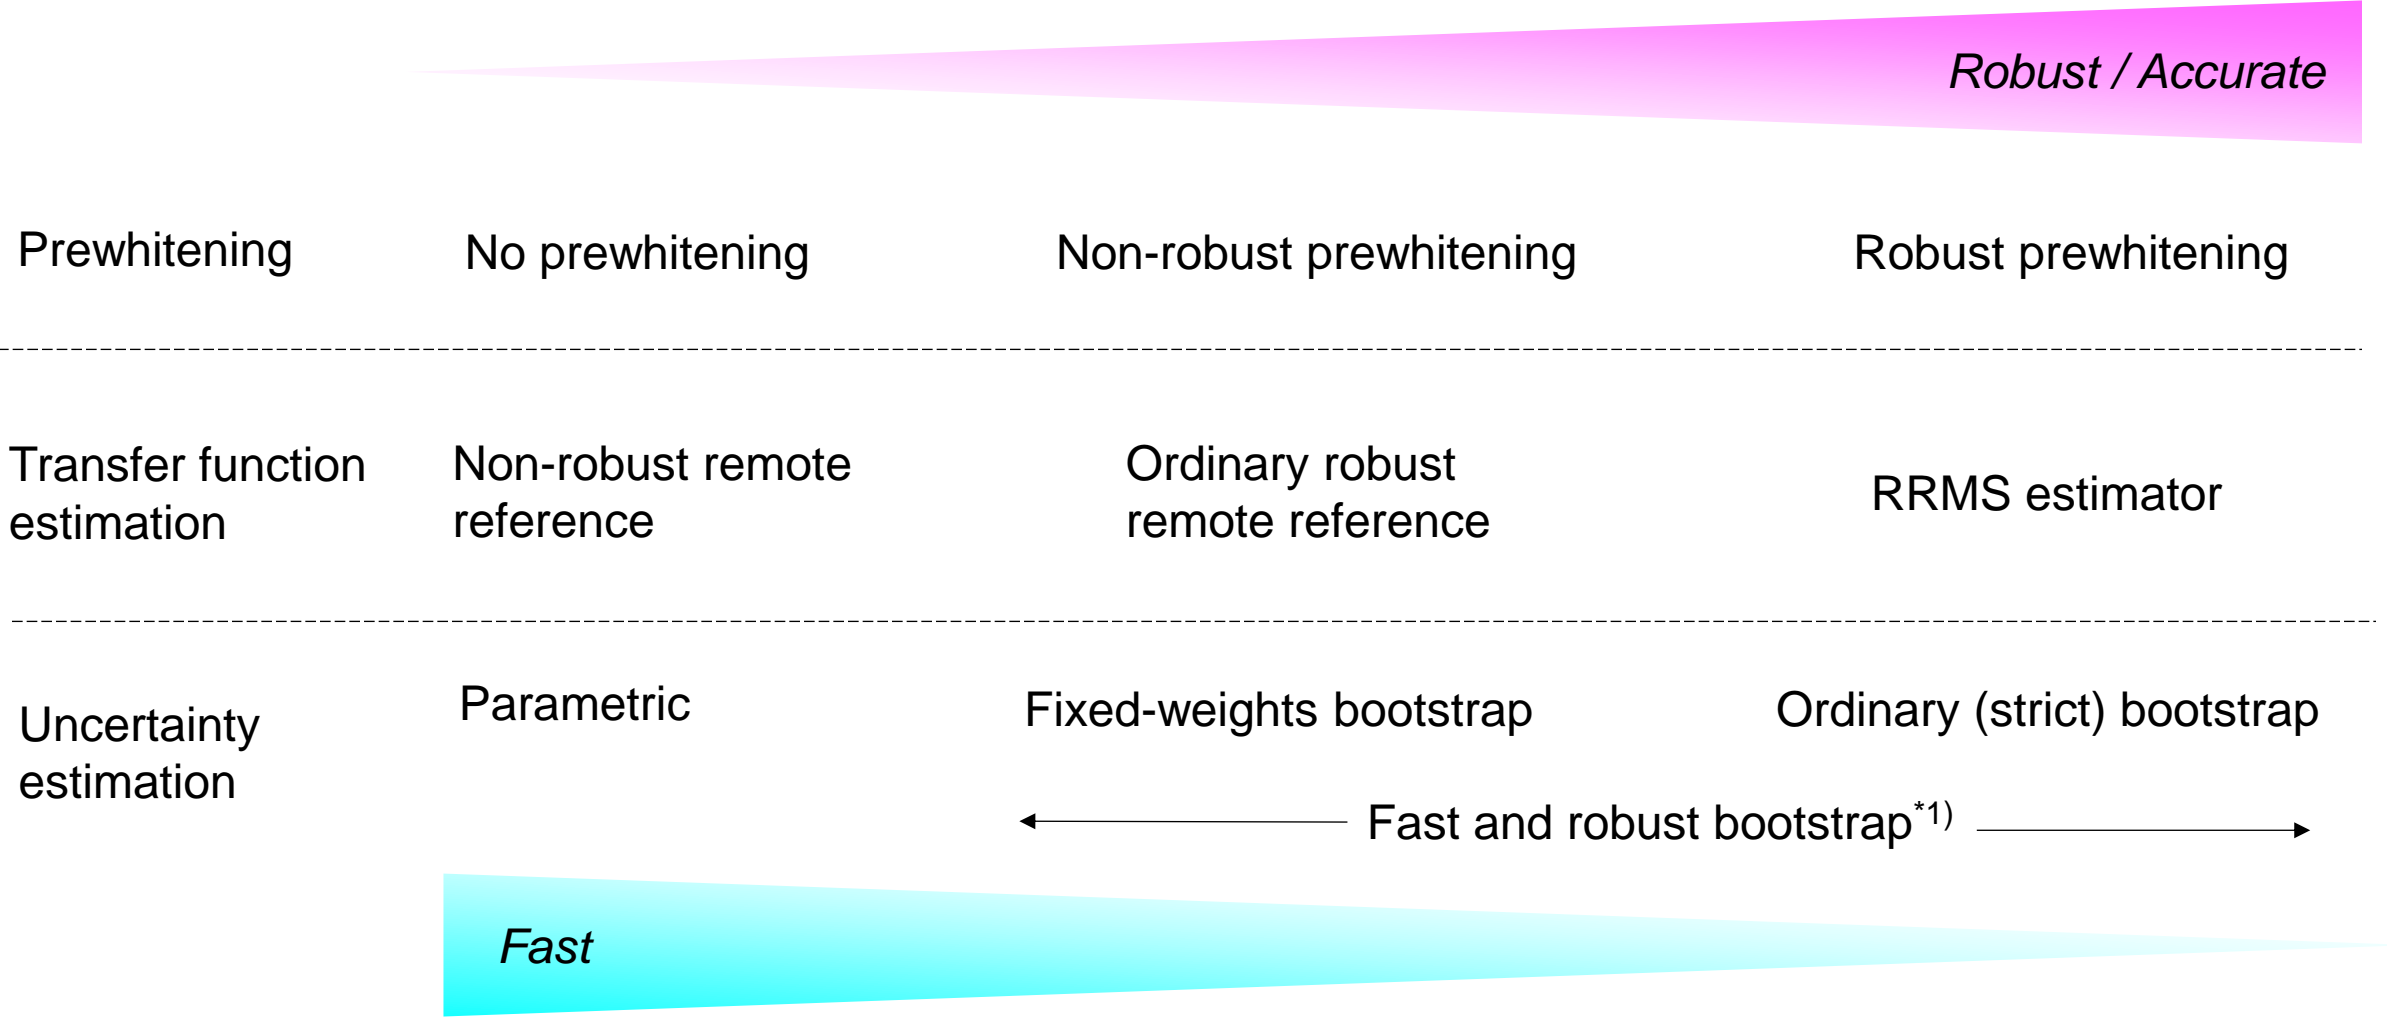 Robust / Accurate
Prewhitening
No prewhitening
Non-robust prewhitening
Robust prewhitening
Transfer function
estimation
Non-robust remote
reference
Ordinary robust
remote reference
RRMS estimator
Uncertainty
estimation
Parametric
Fixed-weights bootstrap
Ordinary (strict) bootstrap
Fast and robust bootstrap*1)
Fast